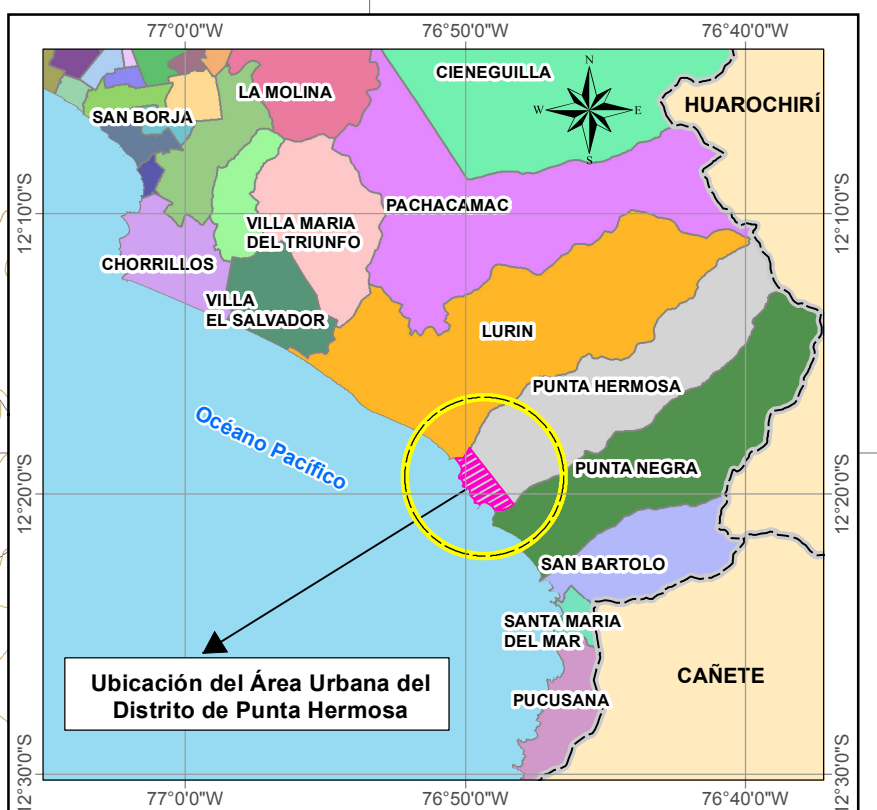 77°0'0"W
76°50'0"W
76°40'0"W
CIENEGUILLA
N
LA MOLINA
HUAROCHIRÍ
W
E
SAN BORJA
S
12°10'0"S
12°10'0"S
PACHACAMAC
VILLA MARIA
DEL TRIUNFO
CHORRILLOS
VILLA
EL SALVADOR
LURIN
PUNTA HERMOSA
Océano Pacífico
PUNTA NEGRA
12°20'0"S
12°20'0"S
SAN BARTOLO
SANTA MARIA
DEL MAR
Ubicación del Área Urbana del
Distrito de Punta Hermosa
CAÑETE
PUCUSANA
12°30'0"S
12°30'0"S
77°0'0"W
76°50'0"W
76°40'0"W